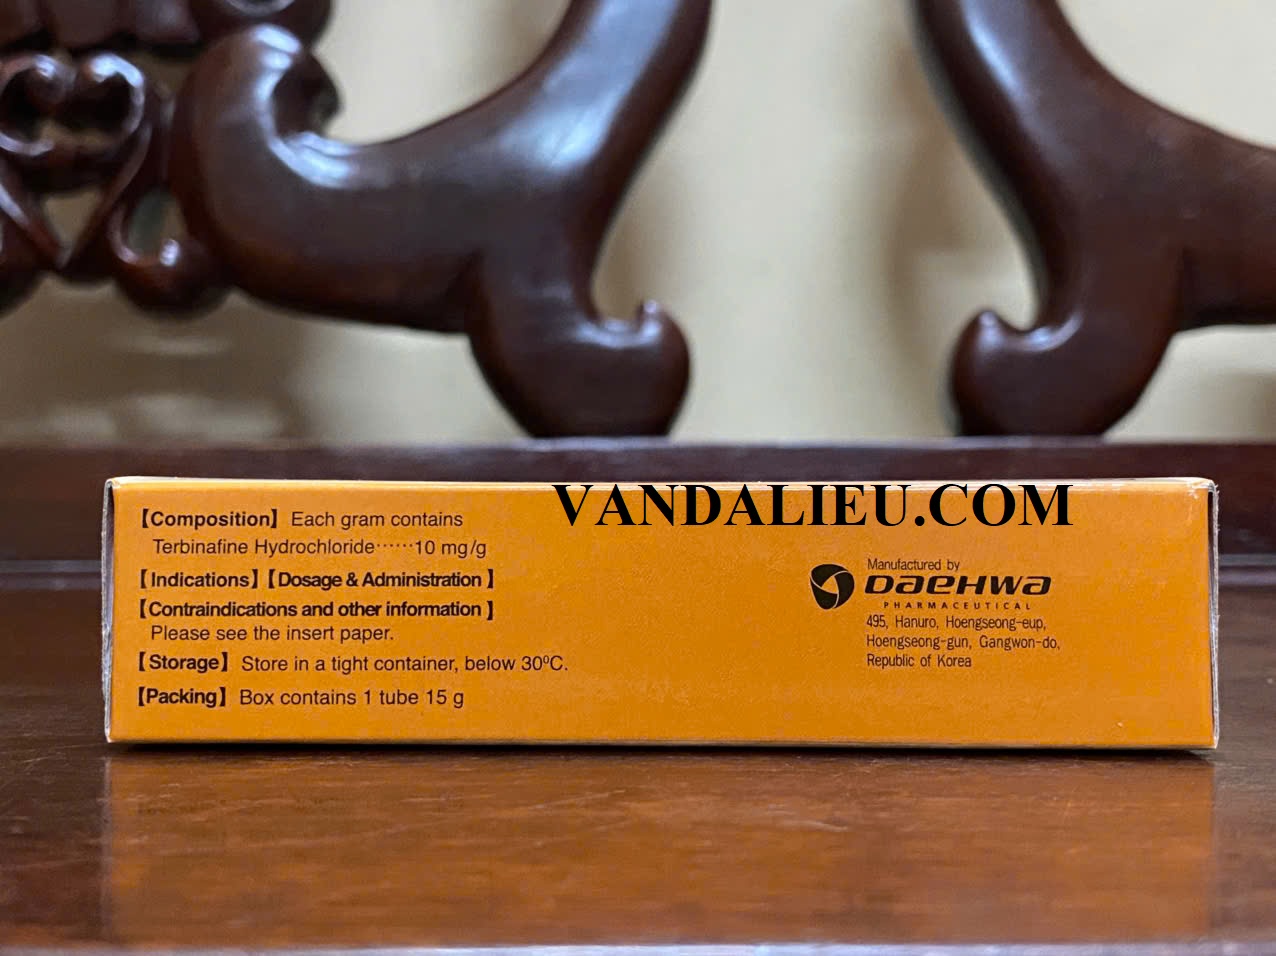 VANDALIEU.COM
【Composition】 Each gram contains
Terbinafine Hydrochloride······10 mg/g
【Indications】【Dosage & Administration】
【Contraindications and other information】
Please see the insert paper.
【Storage】 Store in a tight container, below 30ºC.
【Packing】 Box contains 1 tube 15 g
Manufactured by
DAEHWA
PHARMACEUTICAL
495, Hanuro, Hoengseong-eup,
Hoengseong-gun, Gangwon-do,
Republic of Korea